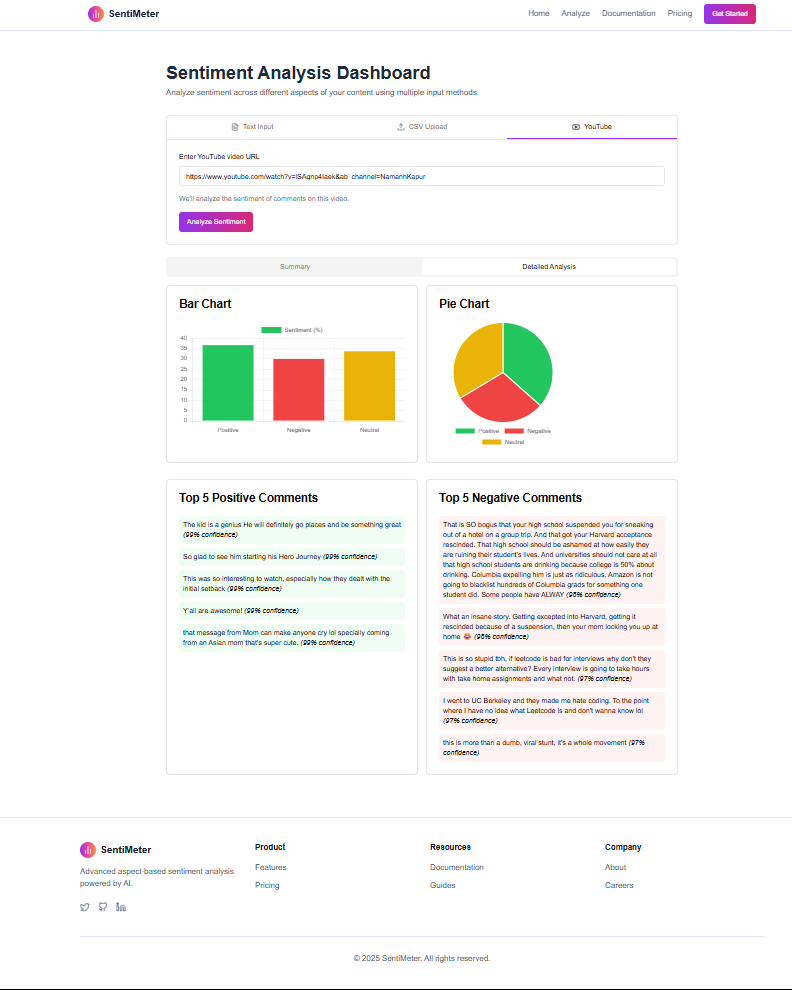 SentiMeter
Home Analyze Documentation Pricing Get Started
Sentiment Analysis Dashboard
Analyze sentiment across different aspects of your content using multiple input methods.
Text Input CSV Upload YouTube
Enter YouTube video URL
https://www.youtube.com/watch?v=lSAgnp4Iaek&ab_channel=NamanhKapur
We'll analyze the sentiment of comments on this video.
Analyze Sentiment
Summary Detailed Analysis
Bar Chart
Sentiment (%)
40
35
30
25
20
15
10
5
0
Positive Negative Neutral
Pie Chart
Positive Negative
Neutral
Top 5 Positive Comments
The kid is a genius He will definitely go places and be something great
(99% confidence)
So glad to see him starting his Hero Journey (99% confidence)
This was so interesting to watch, especially how they dealt with the
initial setback (99% confidence)
Y'all are awesome! (99% confidence)
that message from Mom can make anyone cry lol specially coming
from an Asian mom that's super cute. (99% confidence)
Top 5 Negative Comments
That is SO bogus that your high school suspended you for sneaking
out of a hotel on a group trip. And that got your Harvard acceptance
rescinded. That high school should be ashamed at how easily they
are ruining their student's lives. And universities should not care at all
that high school students are drinking because college is 50% about
drinking. Columbia expelling him is just as ridiculous. Amazon is not
going to blacklist hundreds of Columbia grads for something one
student did. Some people have ALWAY (95% confidence)
What an insane story. Getting excepted into Harvard, getting it
rescinded because of a suspension, then your mom locking you up at
home 😂 (96% confidence)
This is so stupid tbh, if leetcode is bad for interviews why don't they
suggest a better alternative? Every interview is going to take hours
with take home assignments and what not. (97% confidence)
I went to UC Berkeley and they made me hate coding. To the point
where I have no idea what Leetcode is and don't wanna know lol
(97% confidence)
this is more than a dumb, viral stunt, it's a whole movement (97%
confidence)
SentiMeter
Advanced aspect-based sentiment analysis
powered by AI.
Product
Features
Pricing
Resources
Documentation
Guides
Company
About
Careers
© 2025 SentiMeter. All rights reserved.